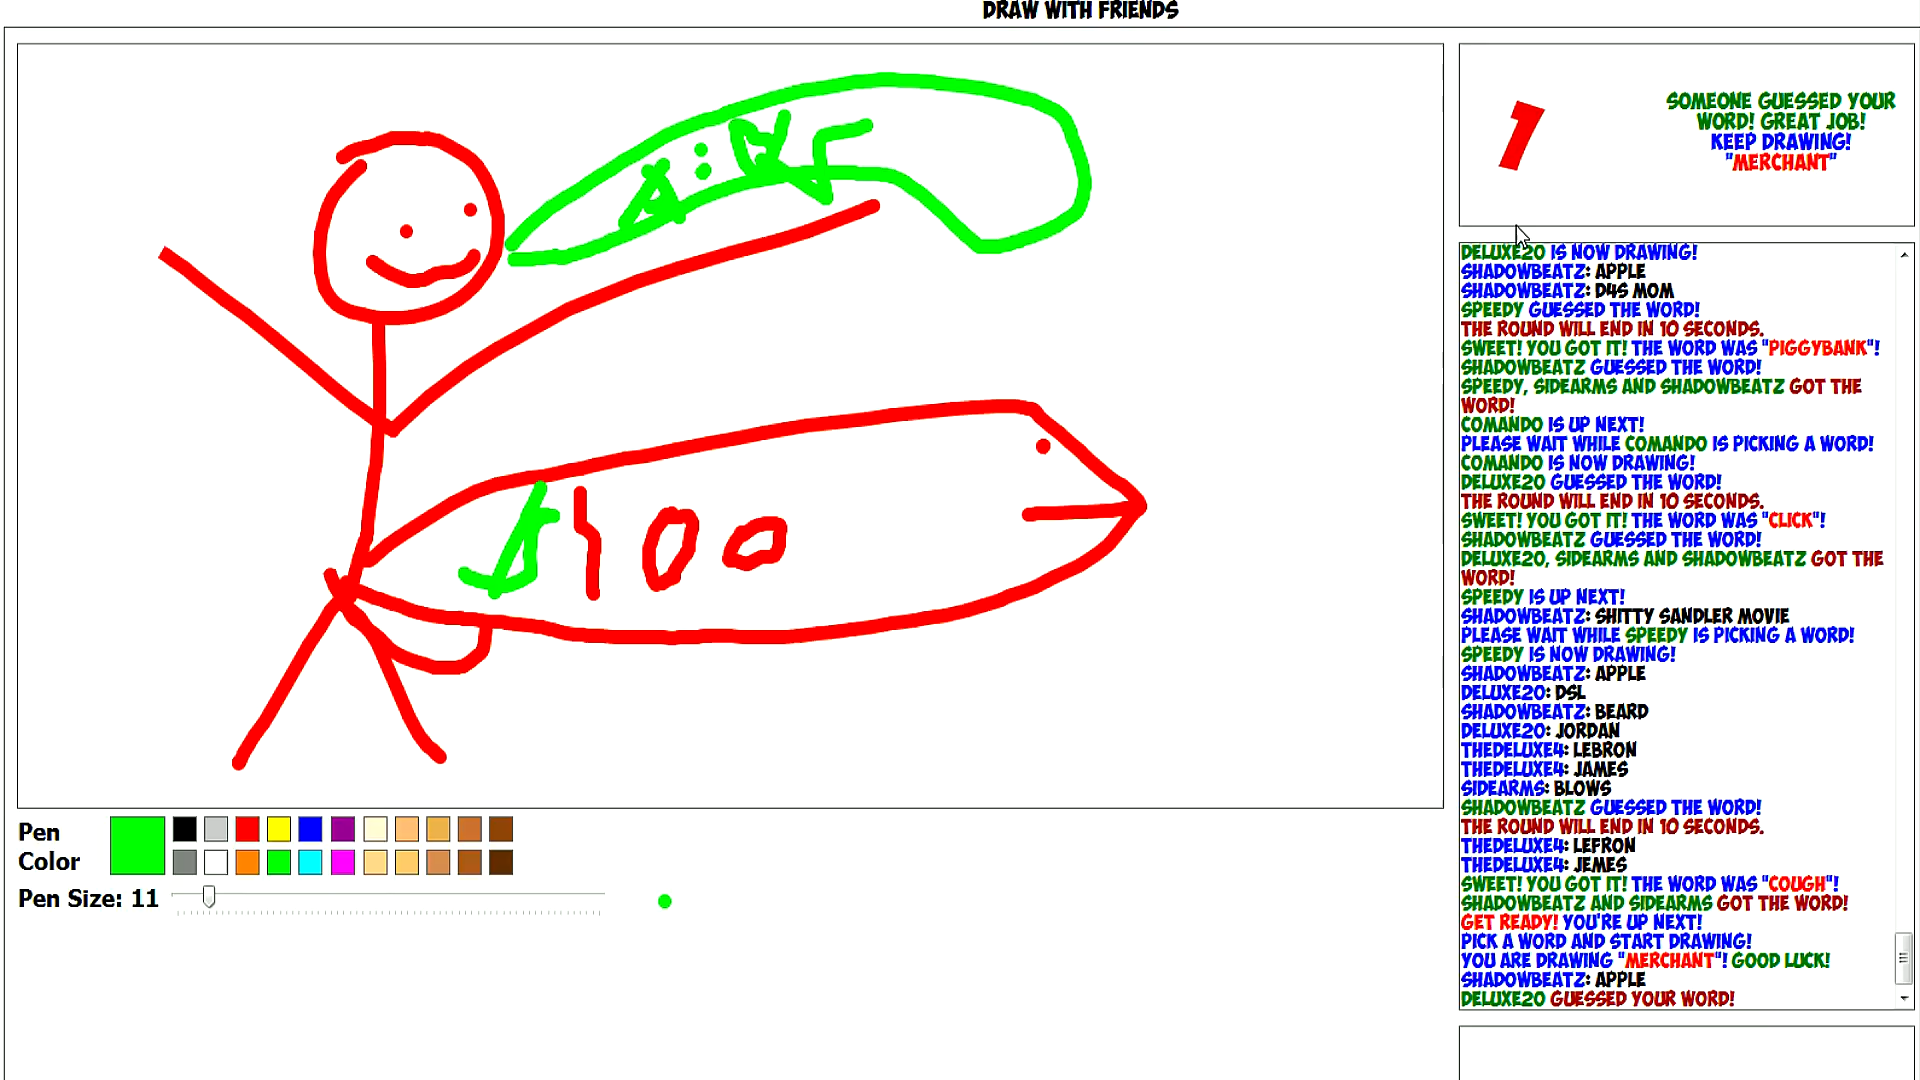 DRAW WITH FRIENDS
$100
1
SOMEONE GUESSED YOUR
WORD! GREAT JOB!
KEEP DRAWING!
"MERCHANT"
DELUXE20 IS NOW DRAWING!
SHADOWBEATZ: APPLE
SHADOWBEATZ: D4S MOM
SPEEDY GUESSED THE WORD!
THE ROUND WILL END IN 10 SECONDS.
SWEET! YOU GOT IT! THE WORD WAS "PIGGYBANK"!
SHADOWBEATZ GUESSED THE WORD!
SPEEDY, SIDEARMS AND SHADOWBEATZ GOT THE
WORD!
COMANDO IS UP NEXT!
PLEASE WAIT WHILE COMANDO IS PICKING A WORD!
COMANDO IS NOW DRAWING!
DELUXE20 GUESSED THE WORD!
THE ROUND WILL END IN 10 SECONDS.
SWEET! YOU GOT IT! THE WORD WAS "CLICK"!
SHADOWBEATZ GUESSED THE WORD!
DELUXE20, SIDEARMS AND SHADOWBEATZ GOT THE
WORD!
SPEEDY IS UP NEXT!
SHADOWBEATZ: SHITTY SANDLER MOVIE
PLEASE WAIT WHILE SPEEDY IS PICKING A WORD!
SPEEDY IS NOW DRAWING!
SHADOWBEATZ: APPLE
DELUXE20: DSL
SHADOWBEATZ: BEARD
DELUXE20: JORDAN
THEDELUXE4: LEBRON
THEDELUXE4: JAMES
SIDEARMS: BLOWS
SHADOWBEATZ GUESSED THE WORD!
THE ROUND WILL END IN 10 SECONDS.
THEDELUXE4: LEFRON
THEDELUXE4: JEMES
SWEET! YOU GOT IT! THE WORD WAS "COUGH"!
SHADOWBEATZ AND SIDEARMS GOT THE WORD!
GET READY! YOU'RE UP NEXT!
PICK A WORD AND START DRAWING!
YOU ARE DRAWING "MERCHANT"! GOOD LUCK!
SHADOWBEATZ: APPLE
DELUXE20 GUESSED YOUR WORD!
Pen
Color
Pen Size: 11